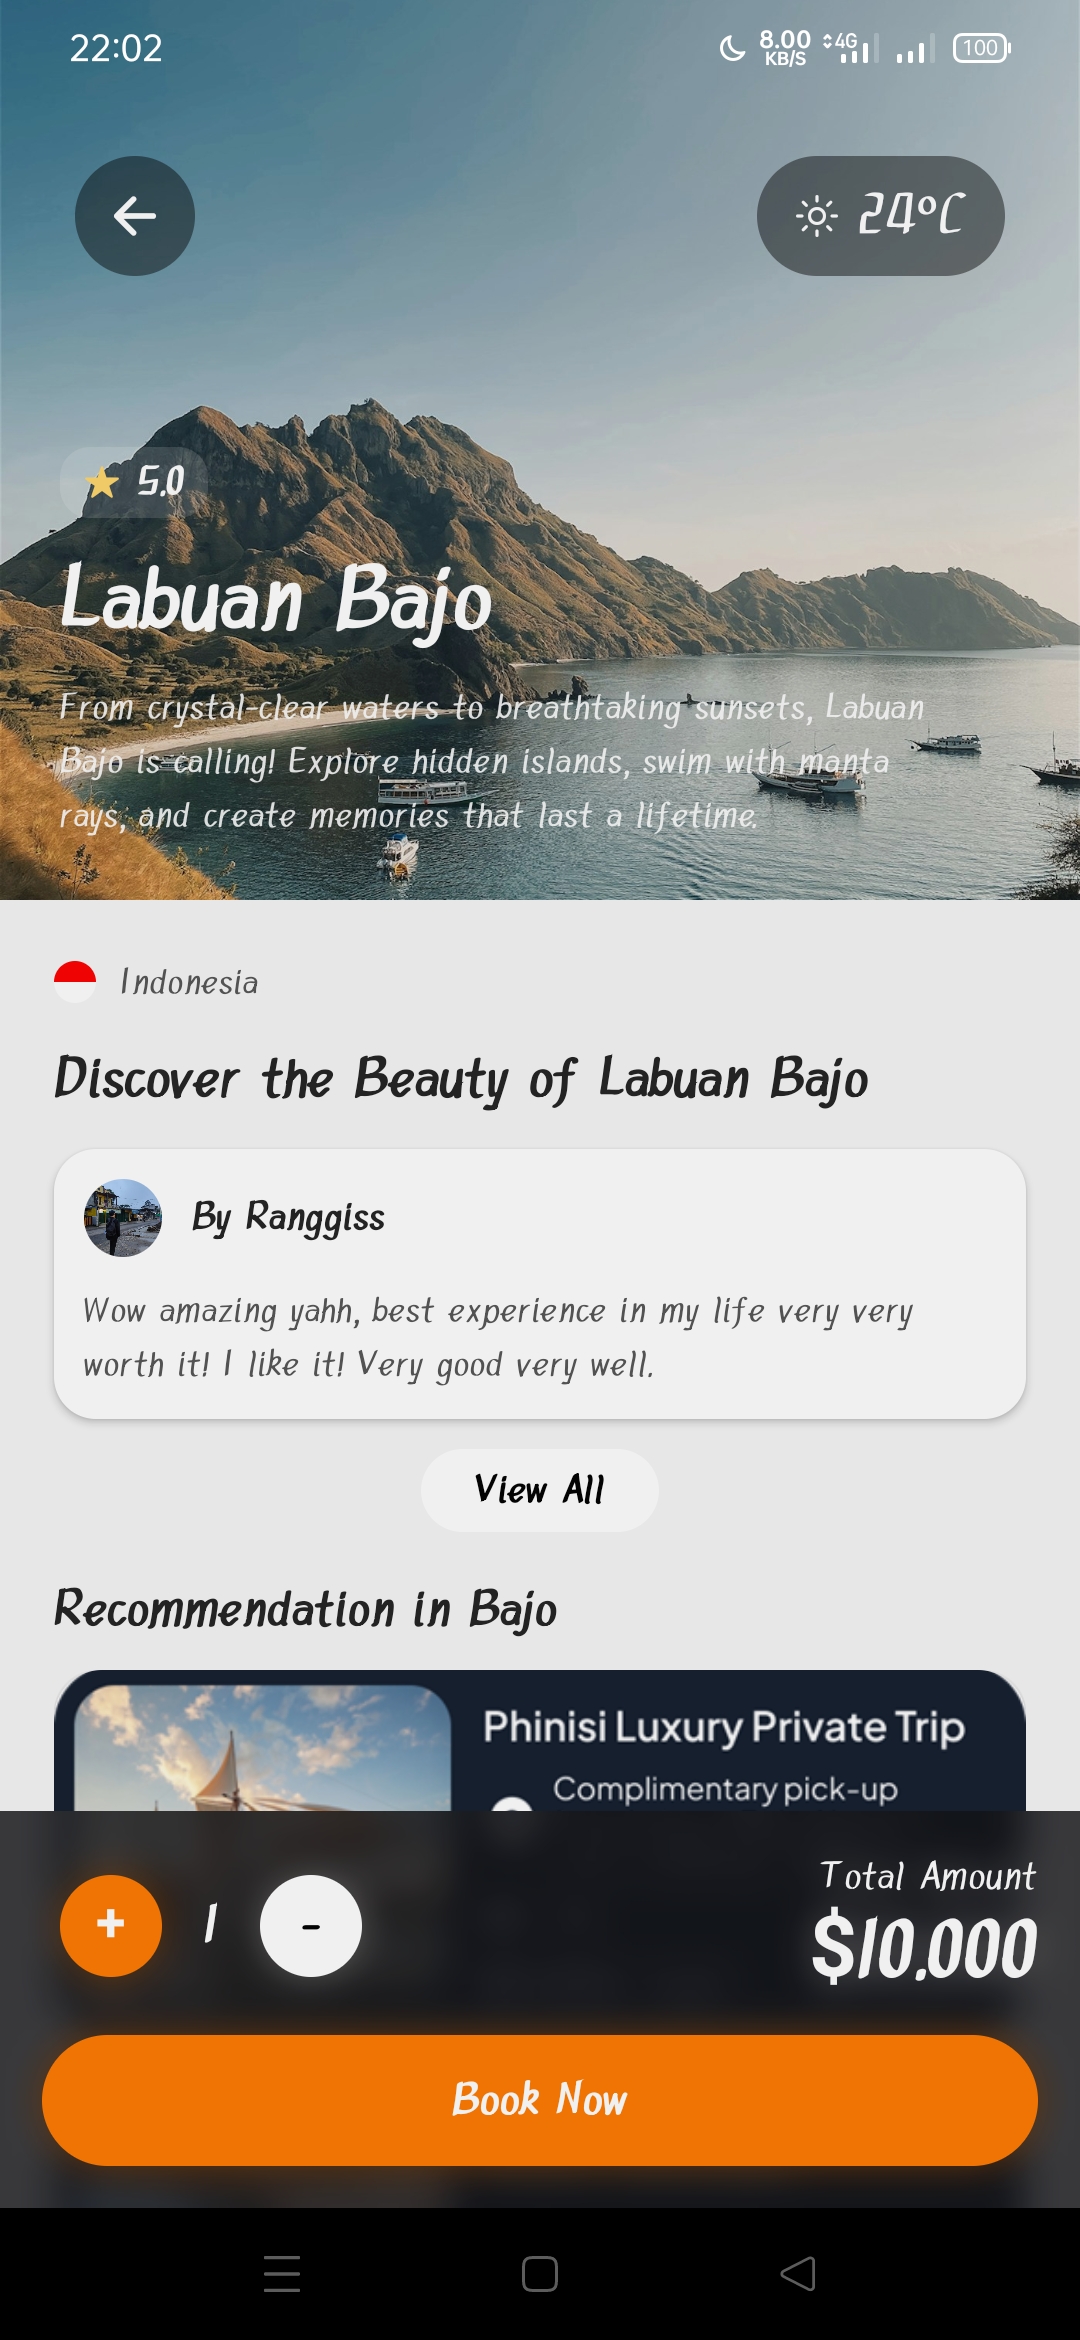 22:02
8.00
KB/S
4G
100
24°C
5.0
Labuan Bajo
From crystal-clear waters to breathtaking sunsets, Labuan
Bajo is calling! Explore hidden islands, swim with manta
rays, and create memories that last a lifetime.
Indonesia
Discover the Beauty of Labuan Bajo
By Ranggiss
Wow amazing yahh, best experience in my life very very
worth it! I like it! Very good very well.
View All
Recommendation in Bajo
Phinisi Luxury Private Trip
Complimentary pick-up
+ 1 -
Total Amount
$10.000
Book Now